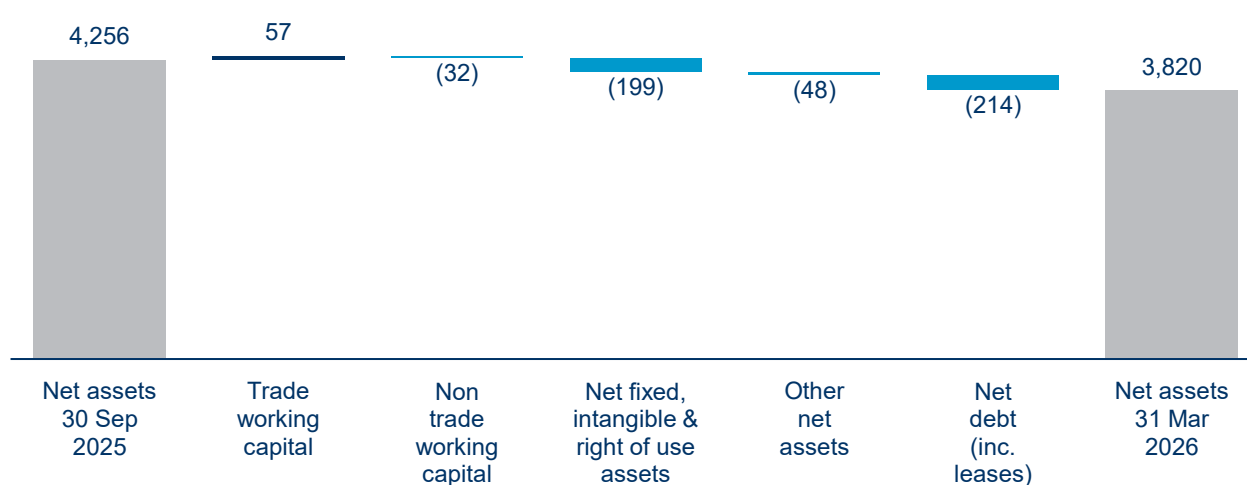 4,256
57
(32)
(199)
(48)
(214)
3,820
Net assets
30 Sep
2025
Trade
working
capital
Non
trade
working
capital
Net fixed,
intangible &
right of use
assets
Other
net
assets
Net
debt
(inc.
leases)
Net assets
31 Mar
2026